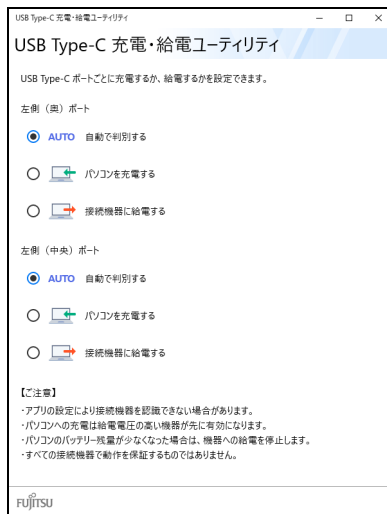 USB Type-C 充電・給電ユーティリティ
USB Type-C 充電・給電ユーティリティ
USB Type-C ポートごとに充電するか、給電するかを設定できます。
左側（奥）ポート
AUTO 自動で判別する
パソコンを充電する
接続機器に給電する
左側（中央）ポート
AUTO 自動で判別する
パソコンを充電する
接続機器に給電する
【ご注意】
・アプリの設定により接続機器を認識できない場合があります。
・パソコンへの充電は給電電圧の高い機器が先に有効になります。
・パソコンのバッテリー残量が少なくなった場合は、機器への給電を停止します。
・すべての接続機器で動作を保証するものではありません。
FUJITSU